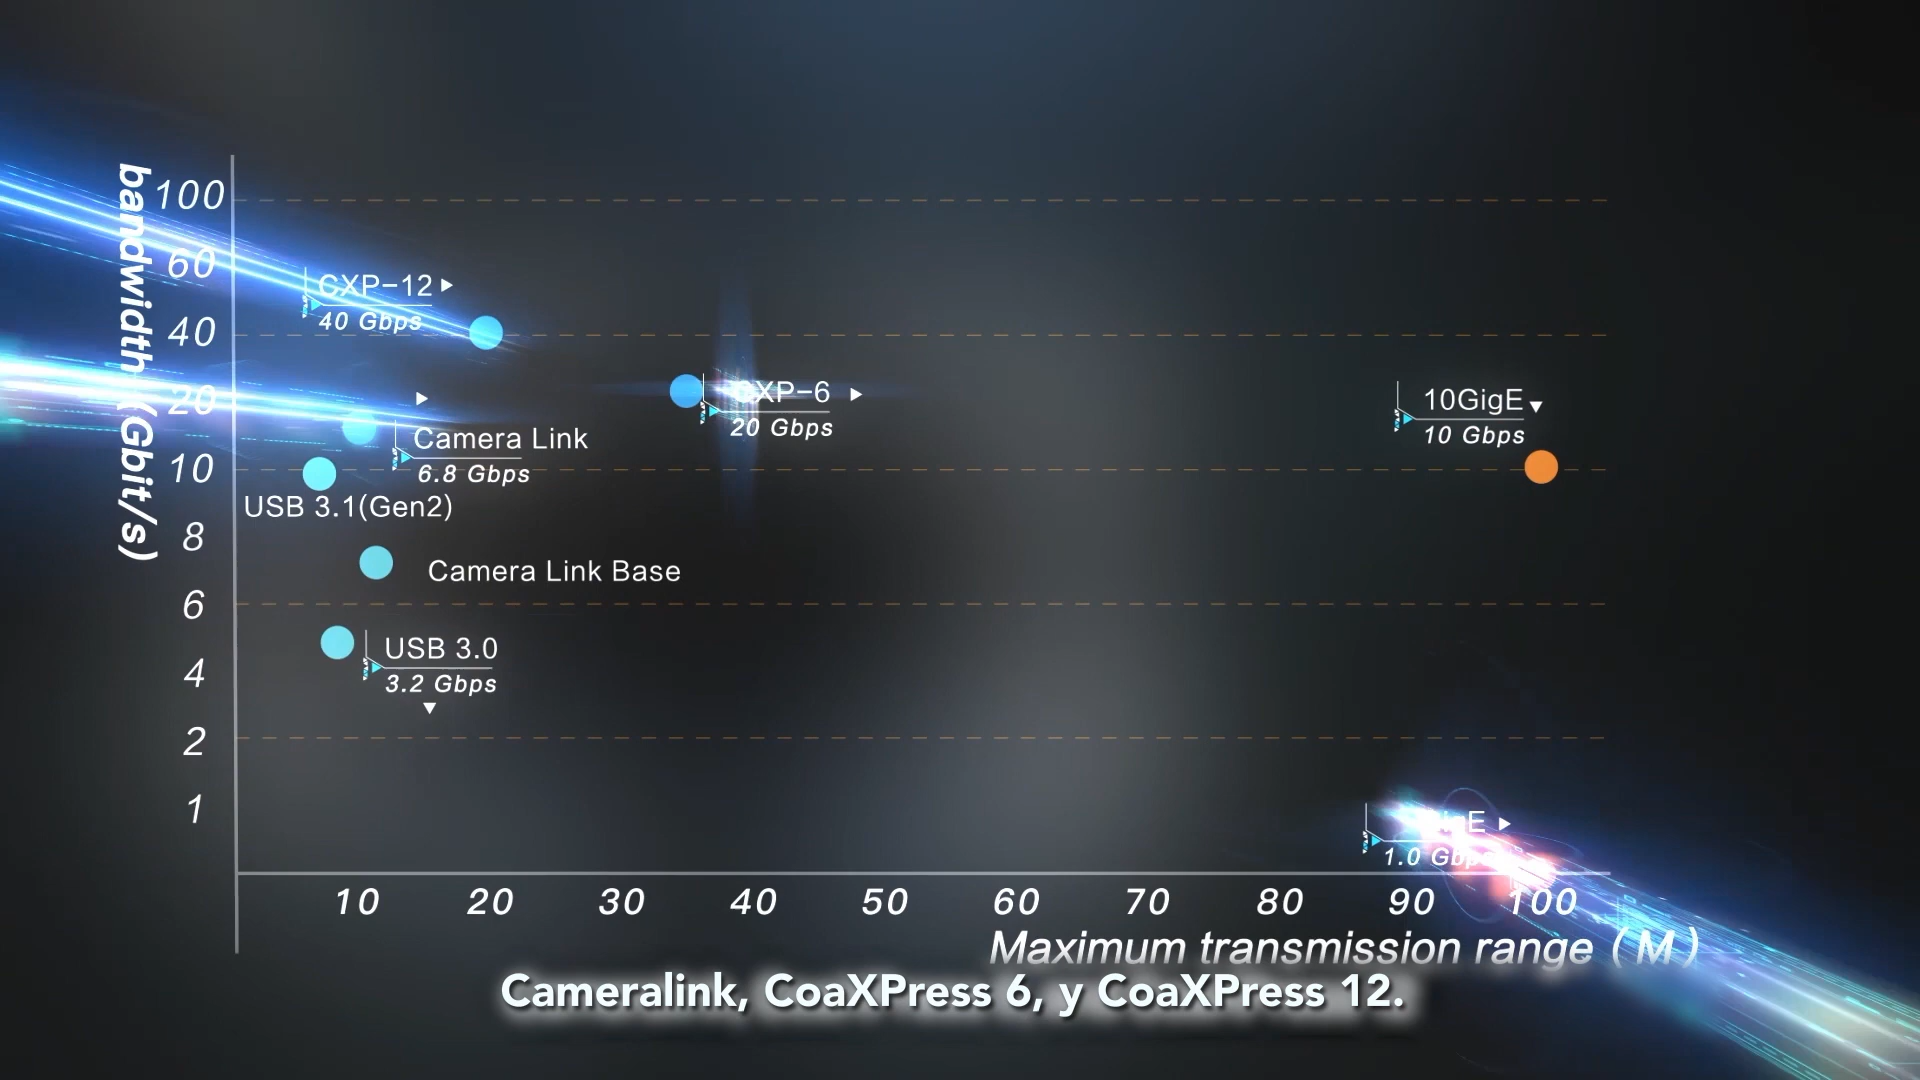 bandwidth (Gbit/s)
100
60
40
20
10
8
6
4
2
1
CXP-12
40 Gbps
CXP-6
20 Gbps
10GigE
10 Gbps
Camera Link
6.8 Gbps
USB 3.1(Gen2)
Camera Link Base
USB 3.0
3.2 Gbps
GigE
1.0 Gbps
10 20 30 40 50 60 70 80 90 100
Maximum transmission range (M)
Cameralink, CoaXPress 6, y CoaXPress 12.